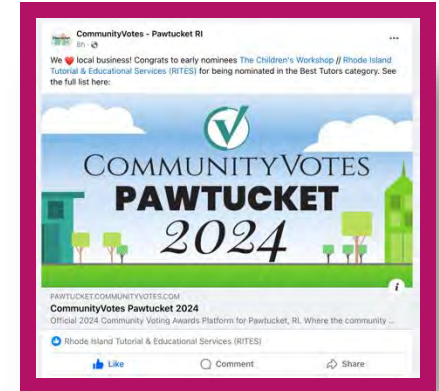 CommunityVotes - Pawtucket RI
8h ·
We ❤️ local business! Congrats to early nominees The Children's Workshop // Rhode Island
Tutorial & Educational Services (RITES) for being nominated in the Best Tutors category. See
the full list here:
COMMUNITYVOTES
PAWTUCKET
2024
PAWTUCKET.COMMUNITYVOTES.COM
CommunityVotes Pawtucket 2024
Official 2024 Community Voting Awards Platform for Pawtucket, RI. Where the community ...
Rhode Island Tutorial & Educational Services (RITES)
Like
Comment
Share